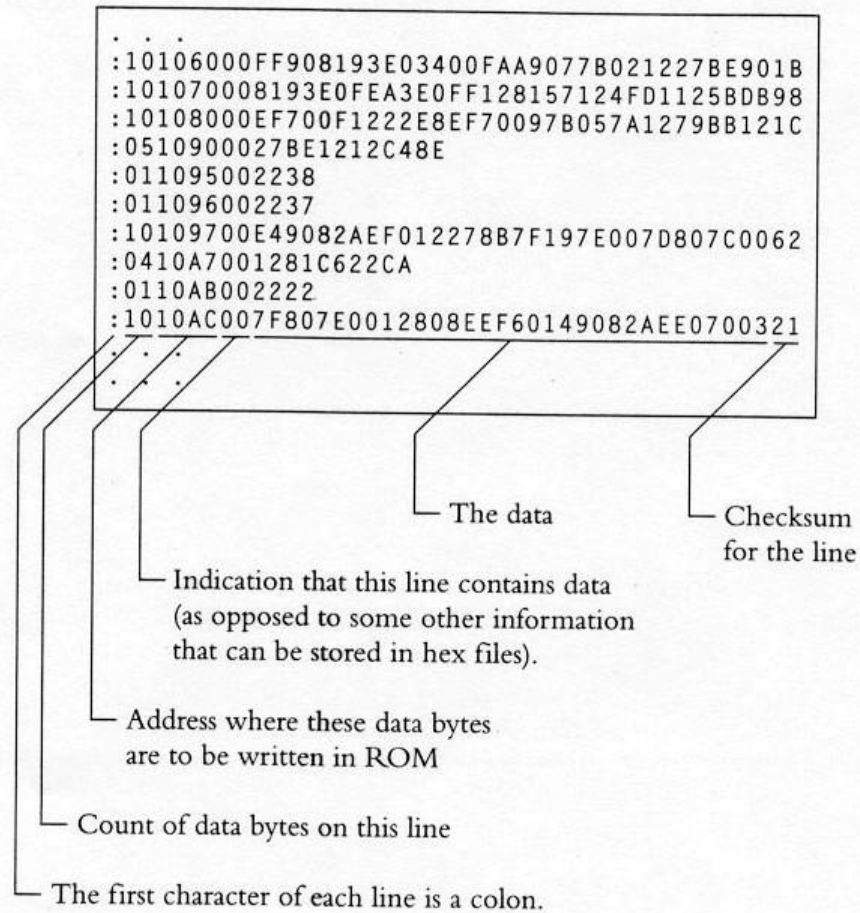 . . .
:10106000FF908193E03400FAA9077B021227BE901B
:101070008193E0FEA3E0FF128157124FD1125BDB98
:10108000EF700F1222E8EF70097B057A1279BB121C
:0510900027BE1212C48E
:011095002238
:011096002237
:10109700E49082AEF012278B7F197E007D807C0062
:0410A7001281C622CA
:0110AB002222
:1010AC007F807E0012808EEF60149082AEE0700321
. . .
. . .
The data
Checksum
for the line
Indication that this line contains data
(as opposed to some other information
that can be stored in hex files).
Address where these data bytes
are to be written in ROM
Count of data bytes on this line
The first character of each line is a colon.